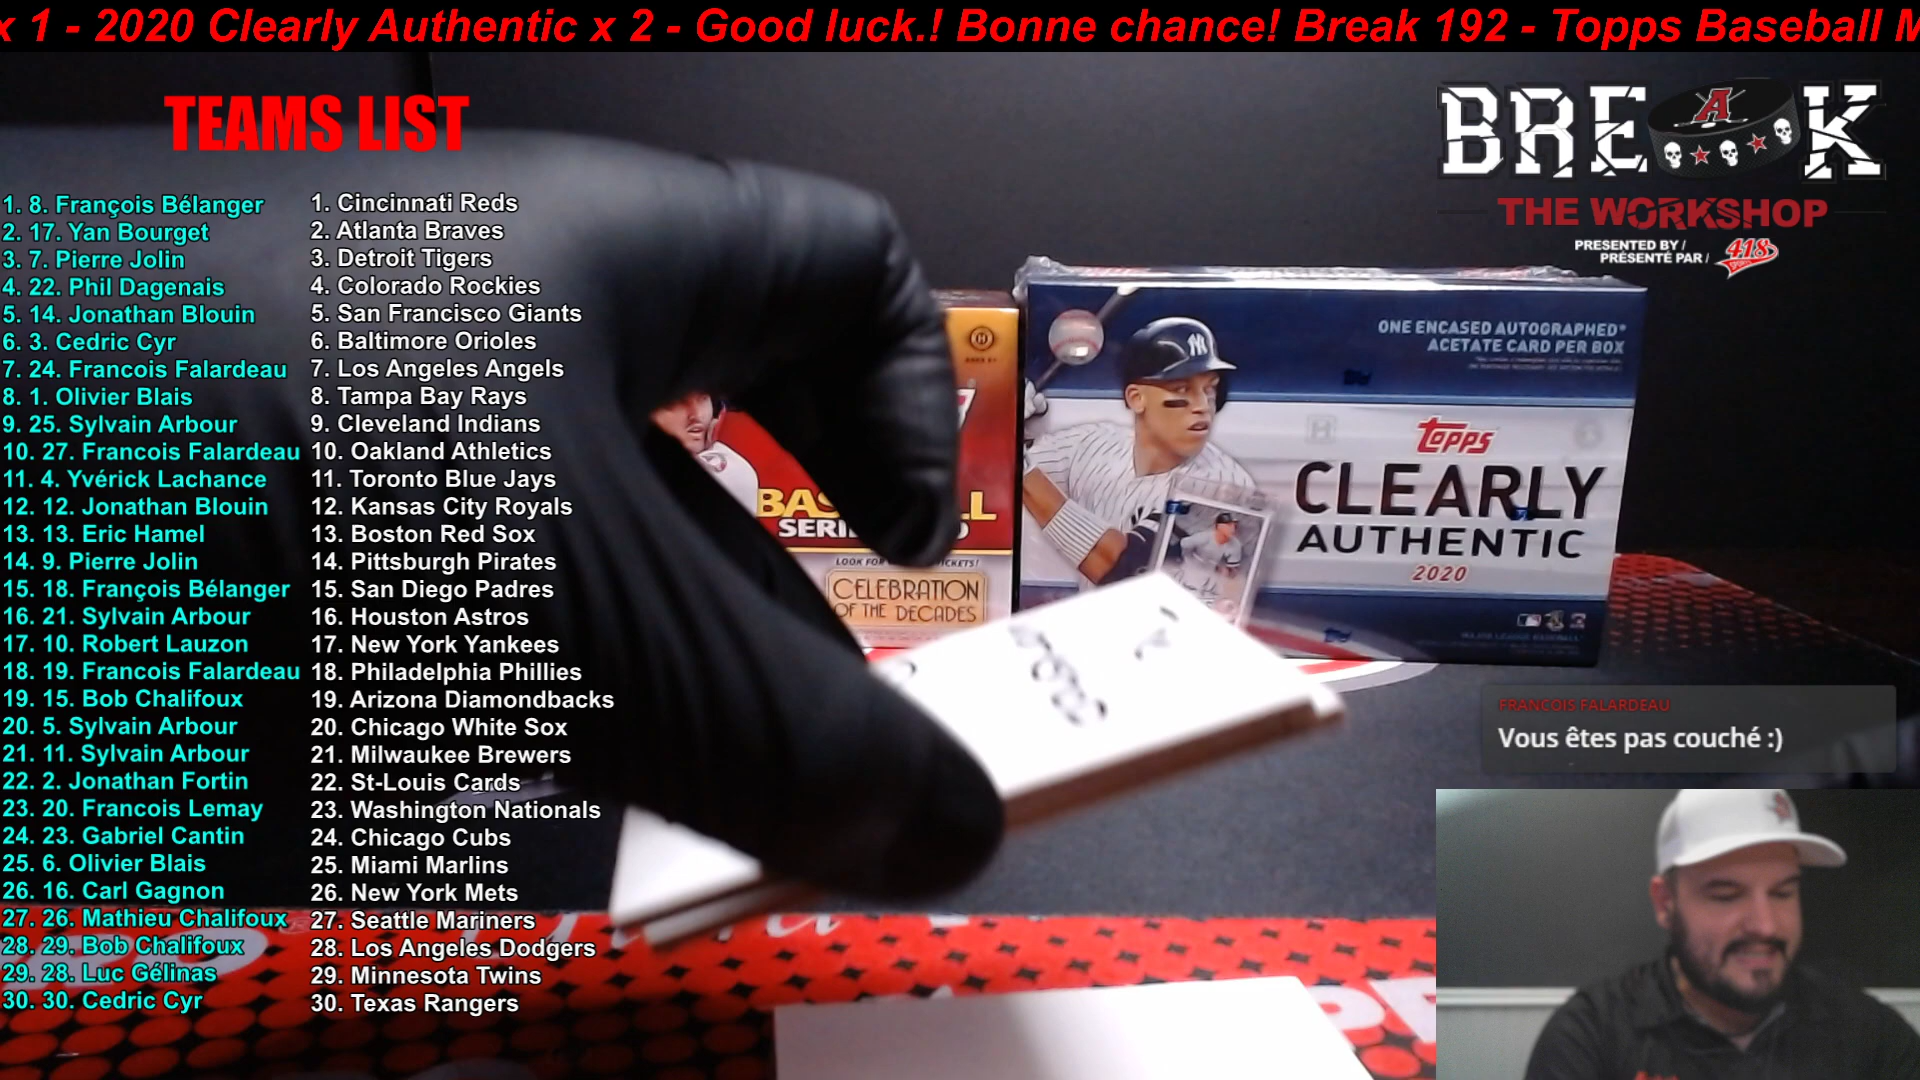 x 1 - 2020 Clearly Authentic x 2 - Good luck.! Bonne chance! Break 192 - Topps Baseball M
TEAMS LIST
1. 8. François Bélanger
2. 17. Yan Bourget
3. 7. Pierre Jolin
4. 22. Phil Dagenais
5. 14. Jonathan Blouin
6. 3. Cedric Cyr
7. 24. Francois Falardeau
8. 1. Olivier Blais
9. 25. Sylvain Arbour
10. 27. Francois Falardeau
11. 4. Yvérick Lachance
12. 12. Jonathan Blouin
13. 13. Eric Hamel
14. 9. Pierre Jolin
15. 18. François Bélanger
16. 21. Sylvain Arbour
17. 10. Robert Lauzon
18. 19. Francois Falardeau
19. 15. Bob Chalifoux
20. 5. Sylvain Arbour
21. 11. Sylvain Arbour
22. 2. Jonathan Fortin
23. 20. Francois Lemay
24. 23. Gabriel Cantin
25. 6. Olivier Blais
26. 16. Carl Gagnon
27. 26. Mathieu Chalifoux
28. 29. Bob Chalifoux
29. 28. Luc Gélinas
30. 30. Cedric Cyr
1. Cincinnati Reds
2. Atlanta Braves
3. Detroit Tigers
4. Colorado Rockies
5. San Francisco Giants
6. Baltimore Orioles
7. Los Angeles Angels
8. Tampa Bay Rays
9. Cleveland Indians
10. Oakland Athletics
11. Toronto Blue Jays
12. Kansas City Royals
13. Boston Red Sox
14. Pittsburgh Pirates
15. San Diego Padres
16. Houston Astros
17. New York Yankees
18. Philadelphia Phillies
19. Arizona Diamondbacks
20. Chicago White Sox
21. Milwaukee Brewers
22. St-Louis Cards
23. Washington Nationals
24. Chicago Cubs
25. Miami Marlins
26. New York Mets
27. Seattle Mariners
28. Los Angeles Dodgers
29. Minnesota Twins
30. Texas Rangers
BREAK
THE WORKSHOP
PRESENTED BY /
PRÉSENTÉ PAR / 418
ONE ENCASED AUTOGRAPHED*
ACETATE CARD PER BOX
topps
CLEARLY
AUTHENTIC
2020
LOOK FOR
CELEBRATION
OF THE DECADES
FRANCOIS FALARDEAU
Vous êtes pas couché :)